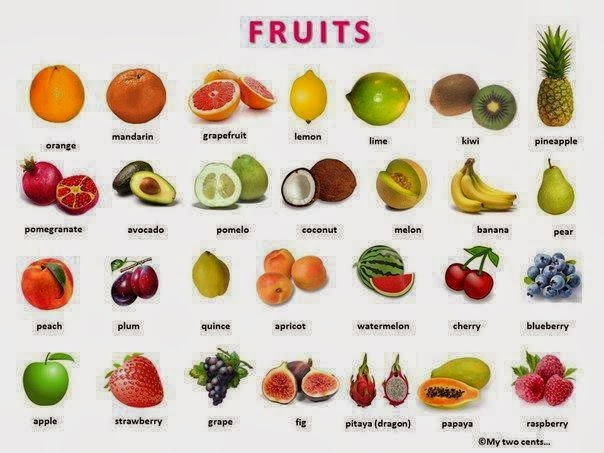 FRUITS
orange
mandarin
grapefruit
lemon
lime
kiwi
pineapple
pomegranate
avocado
pomelo
coconut
melon
banana
pear
peach
plum
quince
apricot
watermelon
cherry
blueberry
apple
strawberry
grape
fig
pitaya (dragon)
papaya
raspberry
©My two cents...